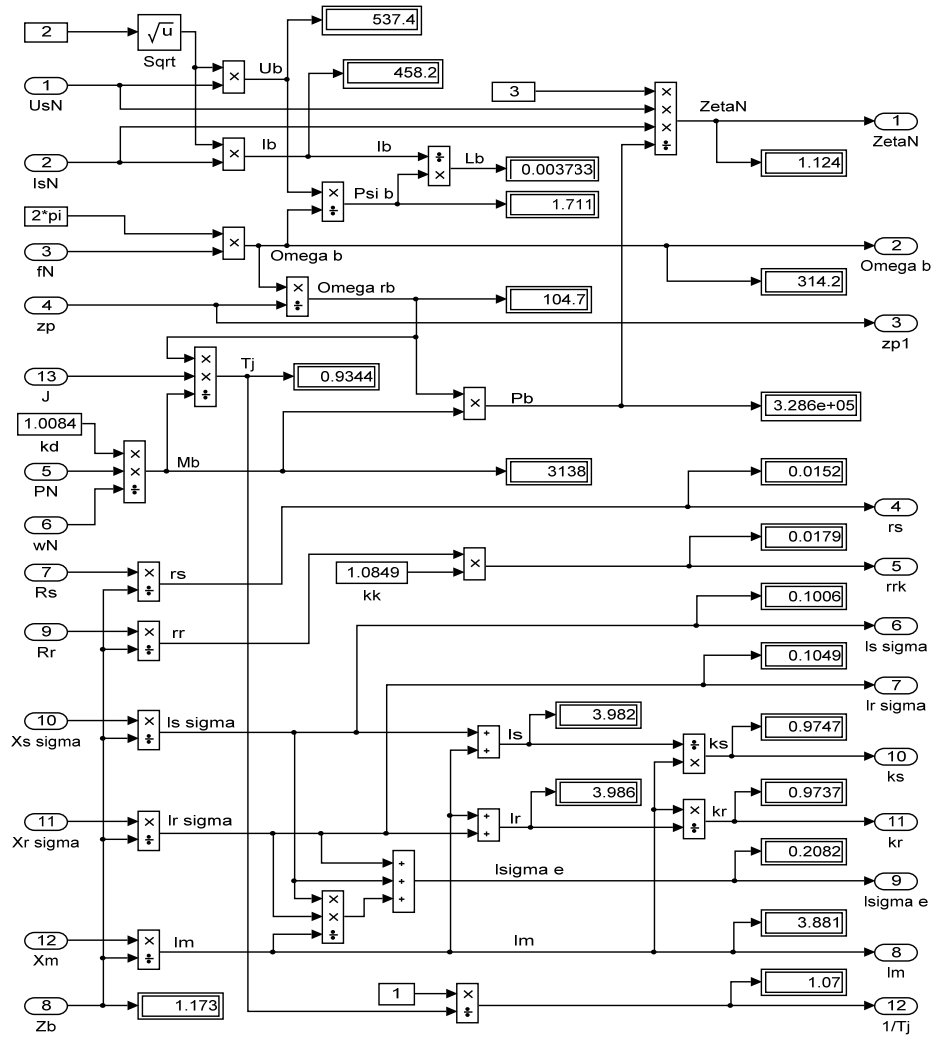 2
√u
Sqrt
537.4
Ub
458.2
1
UsN
3
ZetaN
1
ZetaN
2
IsN
Ib
Ib
Lb
0.003733
1.124
Psi b
1.711
2*pi
3
fN
Omega b
2
Omega b
314.2
4
zp
Omega rb
104.7
3
zp1
13
J
Tj
0.9344
Pb
3.286e+05
1.0084
kd
5
PN
Mb
3138
6
wN
0.0152
4
rs
7
Rs
rs
1.0849
kk
0.0179
5
rrk
9
Rr
rr
0.1006
6
ls sigma
0.1049
7
lr sigma
10
Xs sigma
ls sigma
ls
3.982
ks
0.9747
10
ks
11
Xr sigma
lr sigma
lr
3.986
kr
0.9737
11
kr
lsigma e
0.2082
9
lsigma e
12
Xm
lm
lm
3.881
8
lm
8
Zb
1.173
1
1.07
12
1/Tj